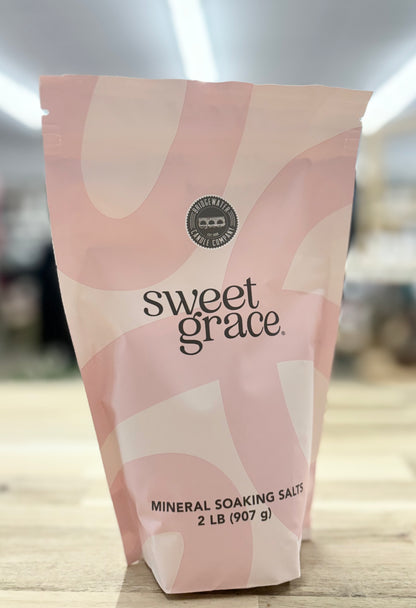 BRIDGEWATER
CANDLE COMPANY
sweet
grace®
MINERAL SOAKING SALTS
2 LB (907 g)